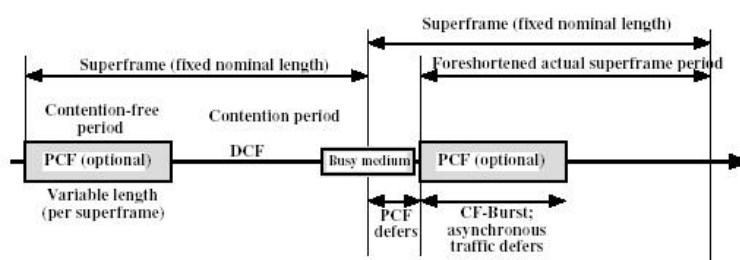 Superframe (fixed nominal length)
Superframe (fixed nominal length)
Foreshortened actual superframe period
Contention-free
period
Contention period
PCF (optional)
DCF
Busy medium
PCF (optional)
Variable length
(per superframe)
PCF
defers
CF-Burst;
asynchronous
traffic defers